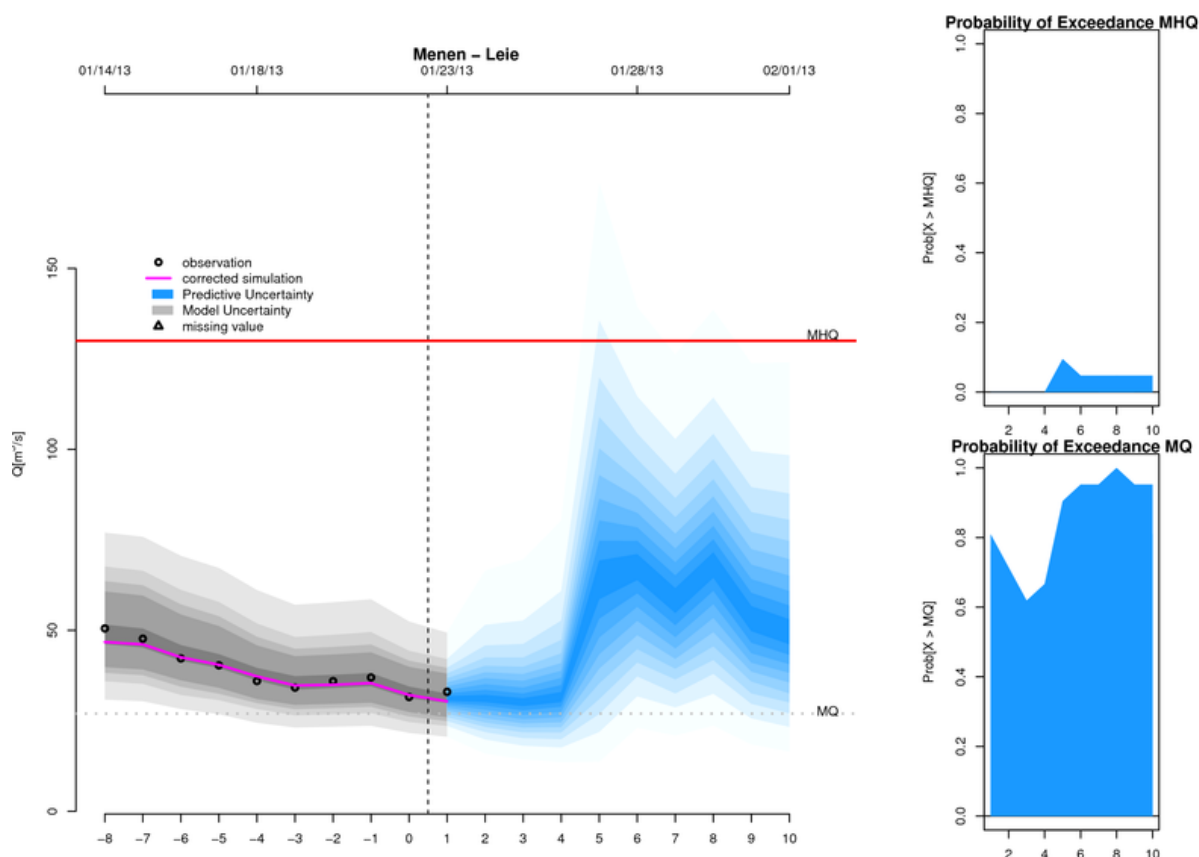 Menen – Leie
01/14/13 01/18/13 01/23/13 01/28/13 02/01/13
observation
corrected simulation
Predictive Uncertainty
Model Uncertainty
missing value
MHQ
MQ
150
100
50
0
−8 −7 −6 −5 −4 −3 −2 −1 0 1 2 3 4 5 6 7 8 9 10
Probability of Exceedance MHQ
Prob[X > MHQ]
1.0
0.8
0.6
0.4
0.2
0.0
2 4 6 8 10
Probability of Exceedance MQ
Prob[X > MQ]
1.0
0.8
0.6
0.4
0.2
0.0
2 4 6 8 10